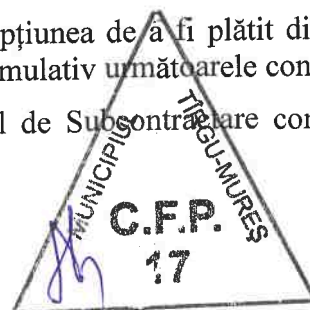 pțiunea de a fi plătit di
mulativ următoarele con
l de Subcontractare con
MUNICIPIUL
TÎRGU-MUREȘ
C.F.P.
17